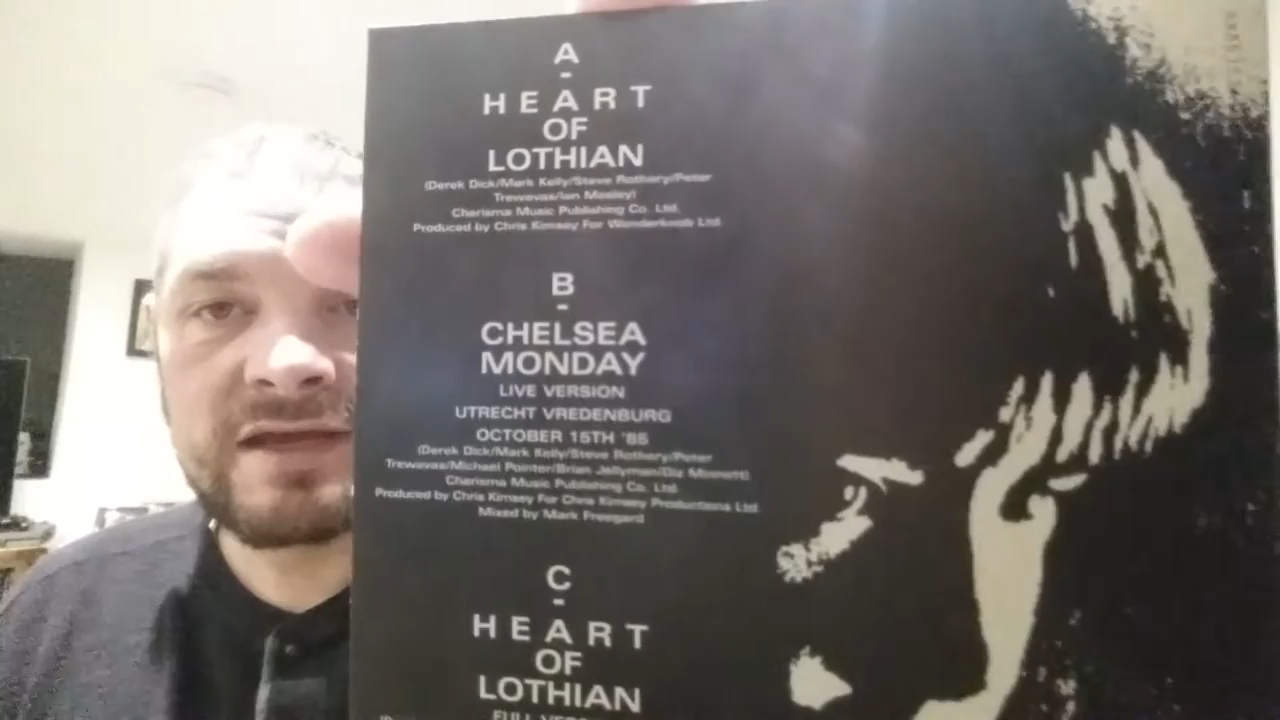 A
-
HEART
OF
LOTHIAN
(Derek Dick/Mark Kelly/Steve Rothery/Peter
Trewavas/Ian Mosley)
Charisma Music Publishing Co. Ltd.
Produced by Chris Kimsey For Wonderknob Ltd.
B
-
CHELSEA
MONDAY
LIVE VERSION
UTRECHT VREDENBURG
OCTOBER 15TH '85
(Derek Dick/Mark Kelly/Steve Rothery/Peter
Trewavas/Michael Pointer/Brian Jellyman/Diz Minnett)
Charisma Music Publishing Co. Ltd.
Produced by Chris Kimsey For Chris Kimsey Productions Ltd.
Mixed by Mark Freegard
C
-
HEART
OF
LOTHIAN
FULL